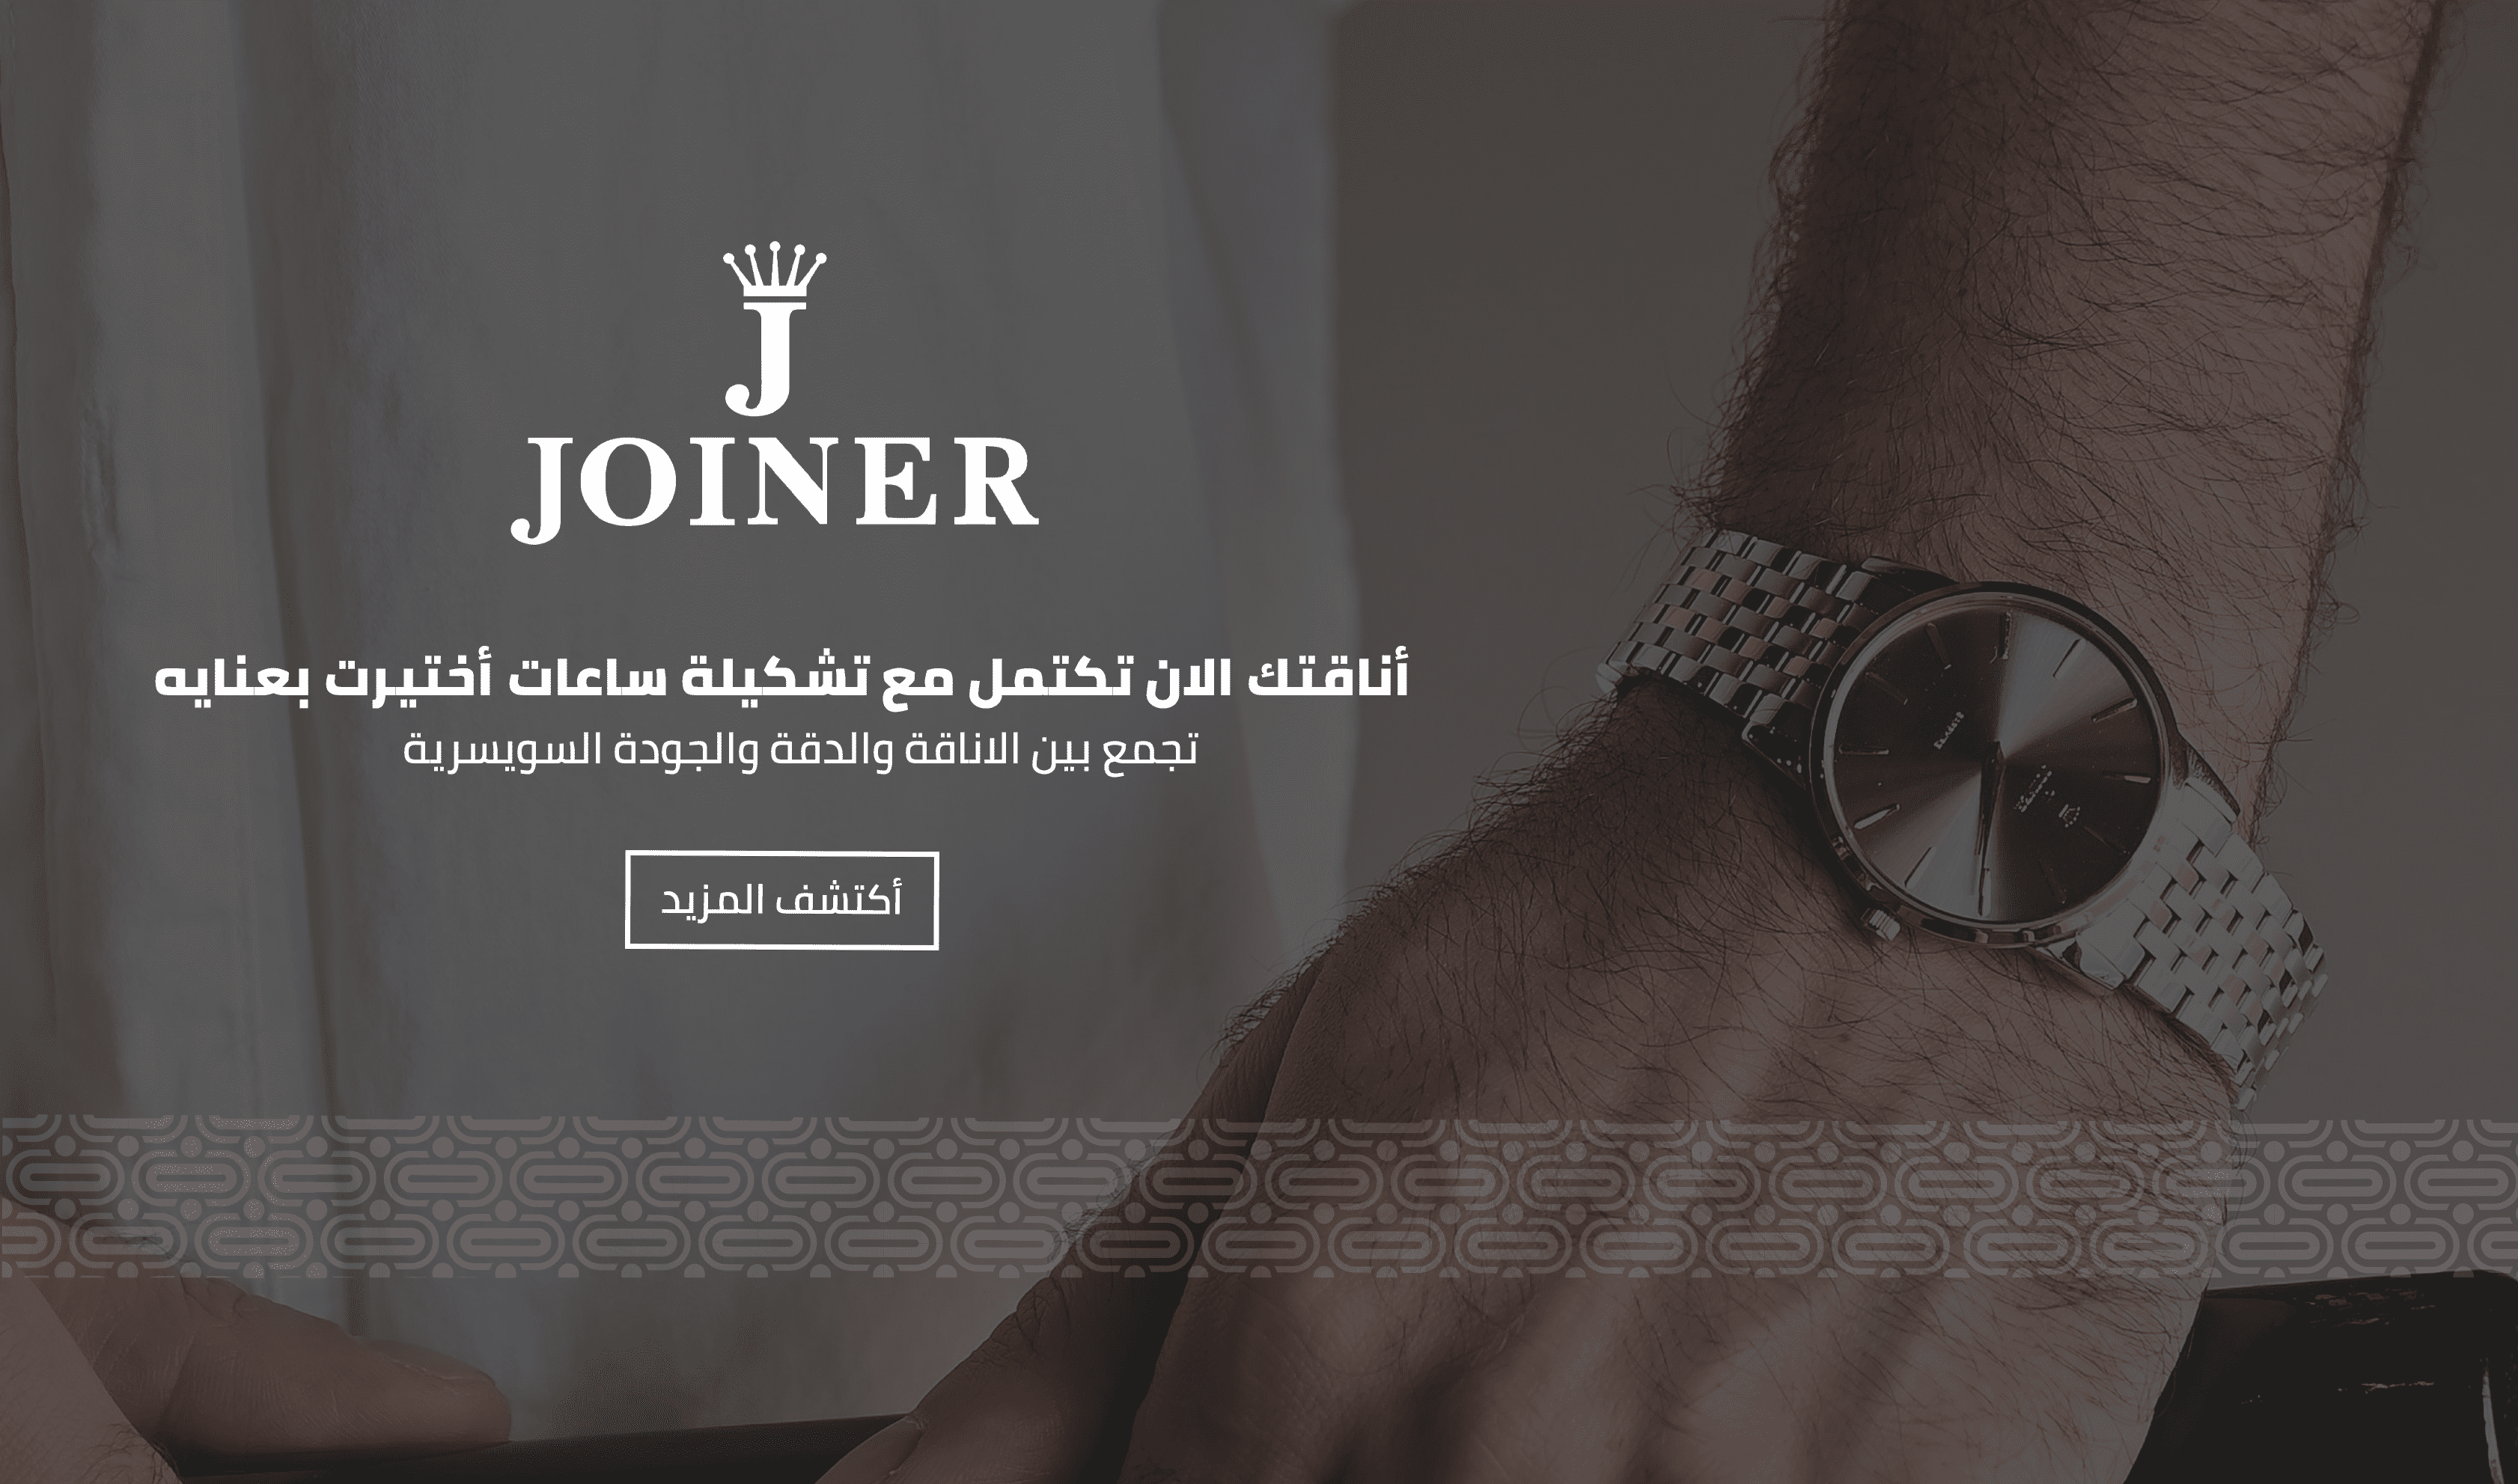 J
JOINER
أناقتك الان تكتمل مع تشكيلة ساعات أختيرت بعنايه
تجمع بين الاناقة والدقة والجودة السويسرية
أكتشف المزيد